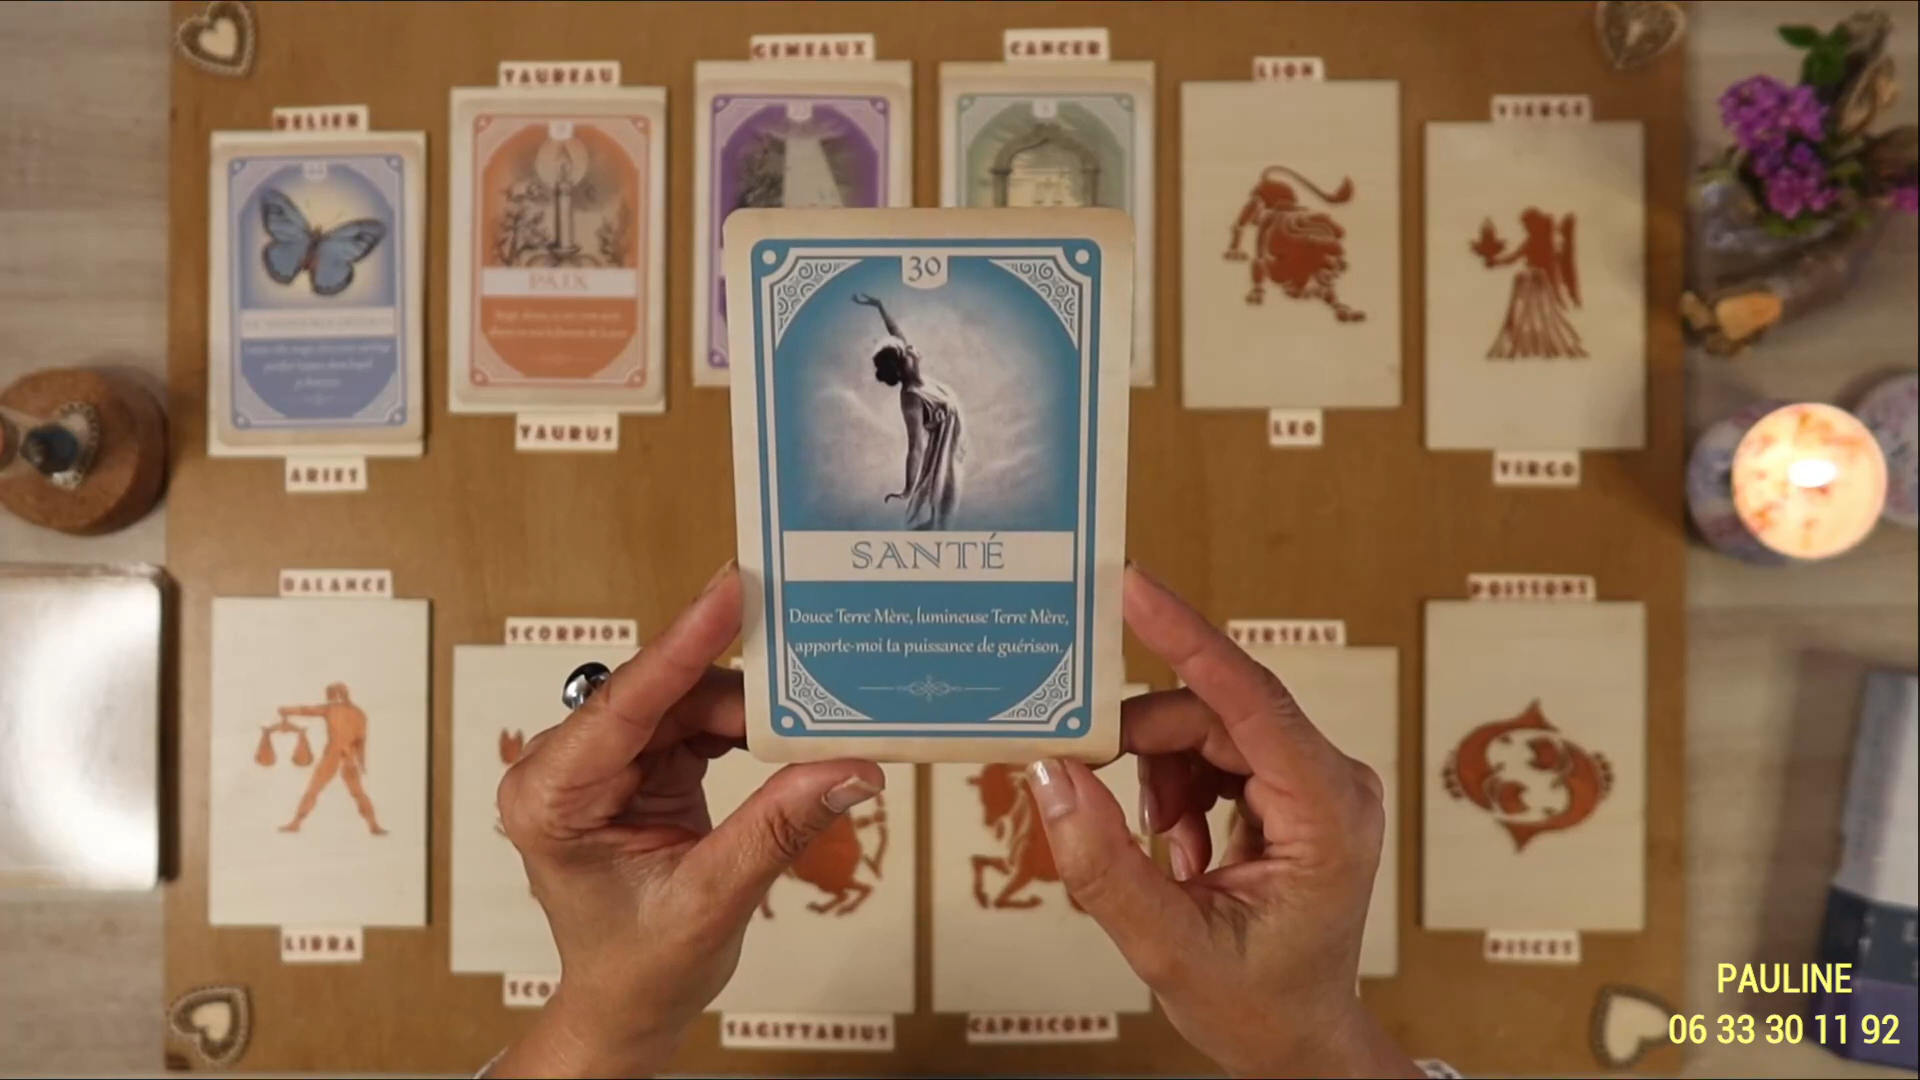 GEMEAUX
CANCER
TAUREAU
LION
BELIER
VIERGE
30
PAIX
TAURUS
LEO
ARIES
VIRGO
SANTÉ
Douce Terre Mère, lumineuse Terre Mère,
apporte-moi ta puissance de guérison.
BALANCE
SCORPION
VERSEAU
POISSONS
LIBRA
SCO
SAGITTARIUS
CAPRICORN
PISCES
PAULINE
06 33 30 11 92